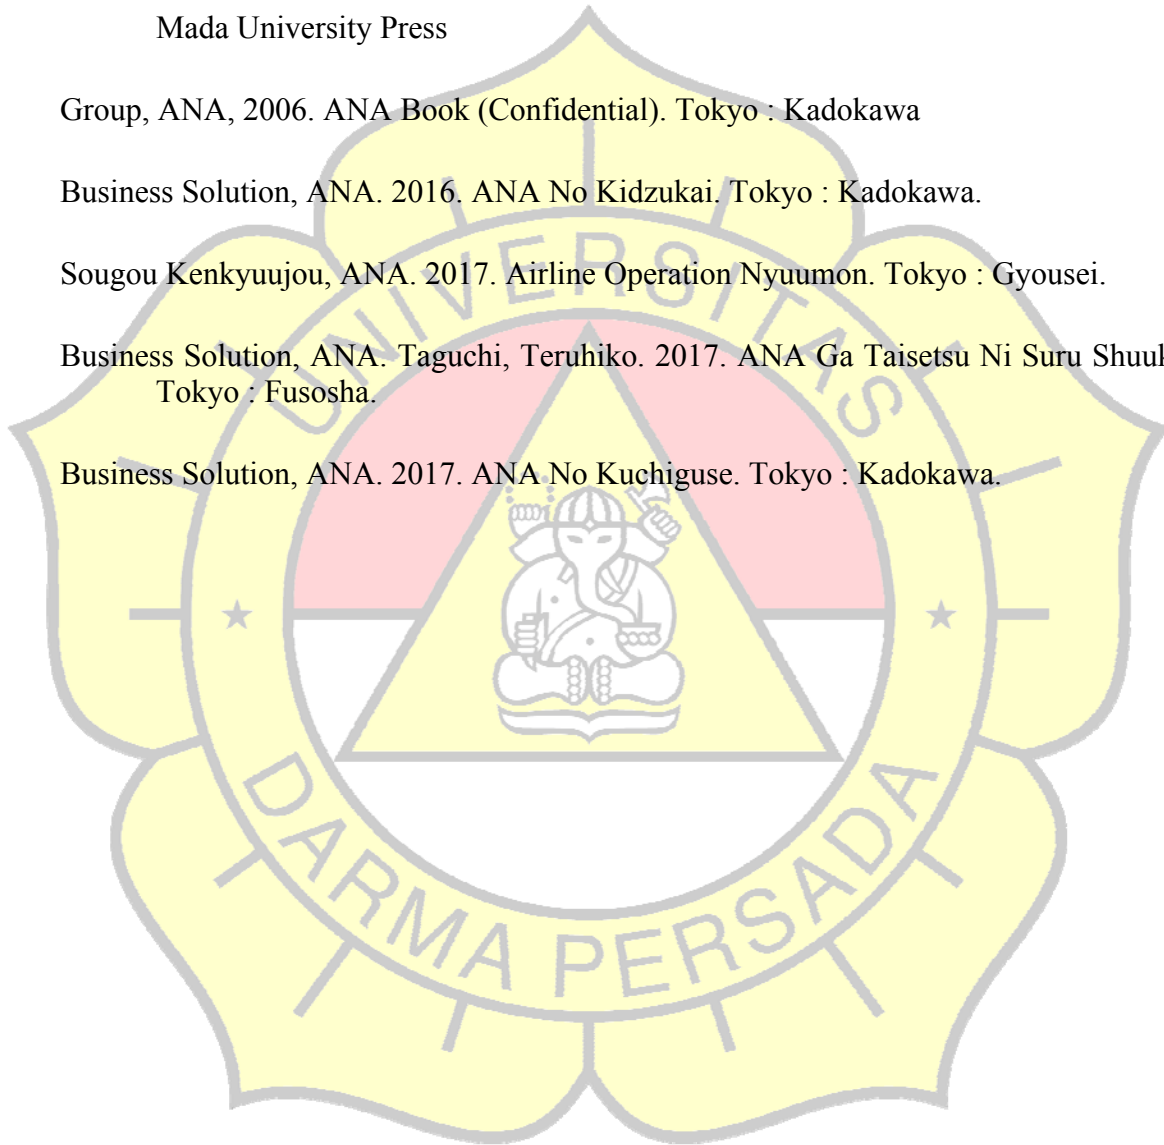 Mada University Press
Group, ANA, 2006. ANA Book (Confidential). Tokyo : Kadokawa
Business Solution, ANA. 2016. ANA No Kidzukai. Tokyo : Kadokawa.
Sougou Kenkyuujou, ANA. 2017. Airline Operation Nyuumon. Tokyo : Gyousei.
Business Solution, ANA. Taguchi, Teruhiko. 2017. ANA Ga Taisetsu Ni Suru
Tokyo : Fusosha.
Business Solution, ANA. 2017. ANA No Kuchiguse. Tokyo : Kadokawa.
UNIVERSITAS
DARMA PERSADA